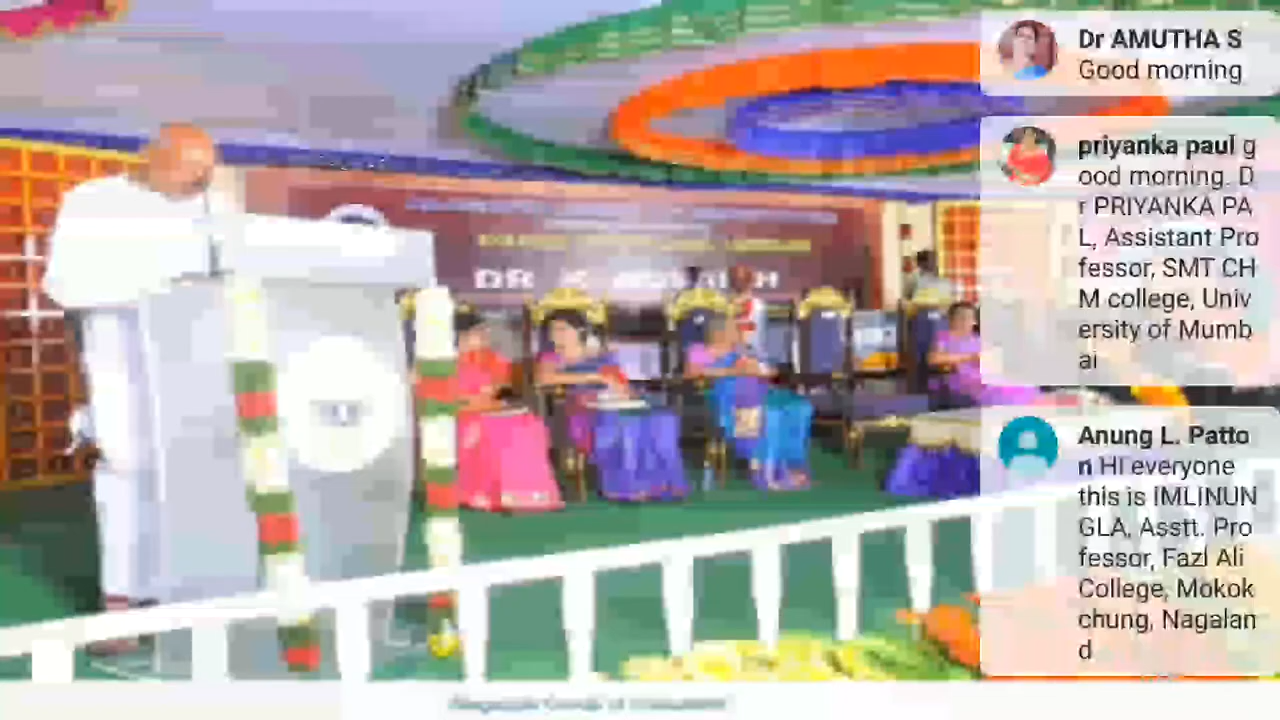 Dr AMUTHA S
Good morning
priyanka paul g
ood morning. D
r PRIYANKA PA
L, Assistant Pro
fessor, SMT CH
M college, Univ
ersity of Mumb
ai
Anung L. Patto
n HI everyone
this is IMLINUN
GLA, Asstt. Pro
fessor, Fazl Ali
College, Mokok
chung, Nagalan
d